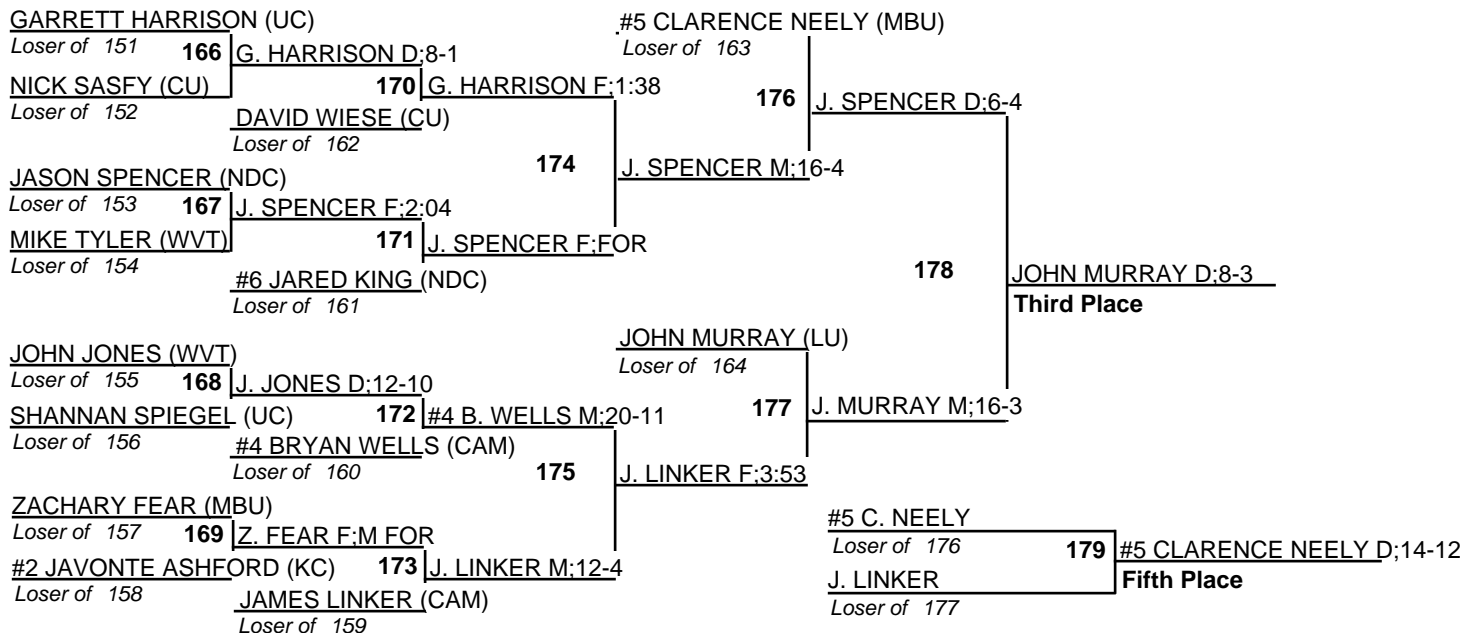 GARRETT HARRISON (UC)
Loser of 151
166
G. HARRISON D;8-1
NICK SASFY (CU)
Loser of 152
170
G. HARRISON F;1:38
DAVID WIESE (CU)
Loser of 162
174
JASON SPENCER (NDC)
Loser of 153
167
J. SPENCER F;2:04
MIKE TYLER (WVT)
Loser of 154
171
J. SPENCER F;FOR
#6 JARED KING (NDC)
Loser of 161
#5 CLARENCE NEELY (MBU)
Loser of 163
176
J. SPENCER D;6-4
J. SPENCER M;16-4
178
JOHN MURRAY D;8-3
Third Place
JOHN JONES (WVT)
Loser of 155
168
J. JONES D;12-10
SHANNAN SPIEGEL (UC)
Loser of 156
172
#4 B. WELLS M;20-11
#4 BRYAN WELLS (CAM)
Loser of 160
175
ZACHARY FEAR (MBU)
Loser of 157
169
Z. FEAR F;M FOR
#2 JAVONTE ASHFORD (KC)
Loser of 158
173
J. LINKER M;12-4
JAMES LINKER (CAM)
Loser of 159
JOHN MURRAY (LU)
Loser of 164
177
J. MURRAY M;16-3
J. LINKER F;3:53
#5 C. NEELY
Loser of 176
179
#5 CLARENCE NEELY D;14-12
Fifth Place
J. LINKER
Loser of 177